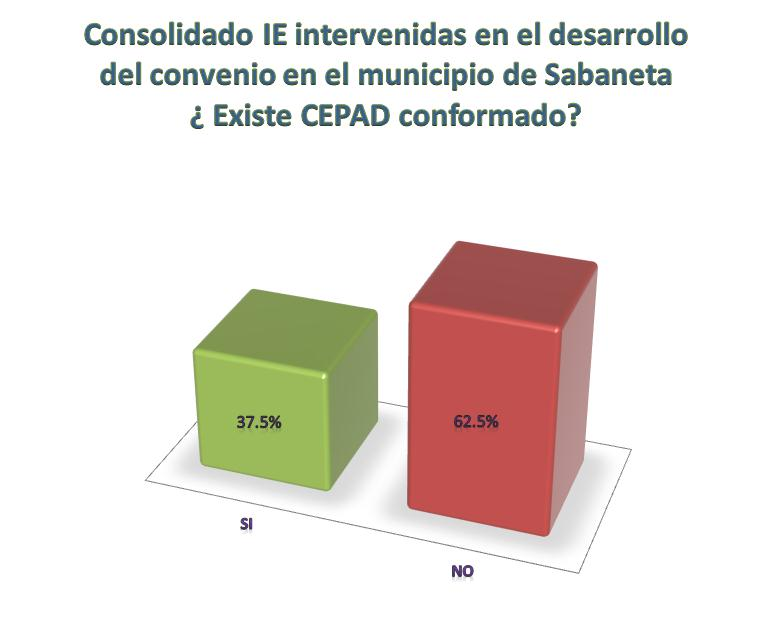 Consolidado IE intervenidas en el desarrollo
del convenio en el municipio de Sabaneta
¿ Existe CEPAD conformado?
37.5%
62.5%
SI
NO